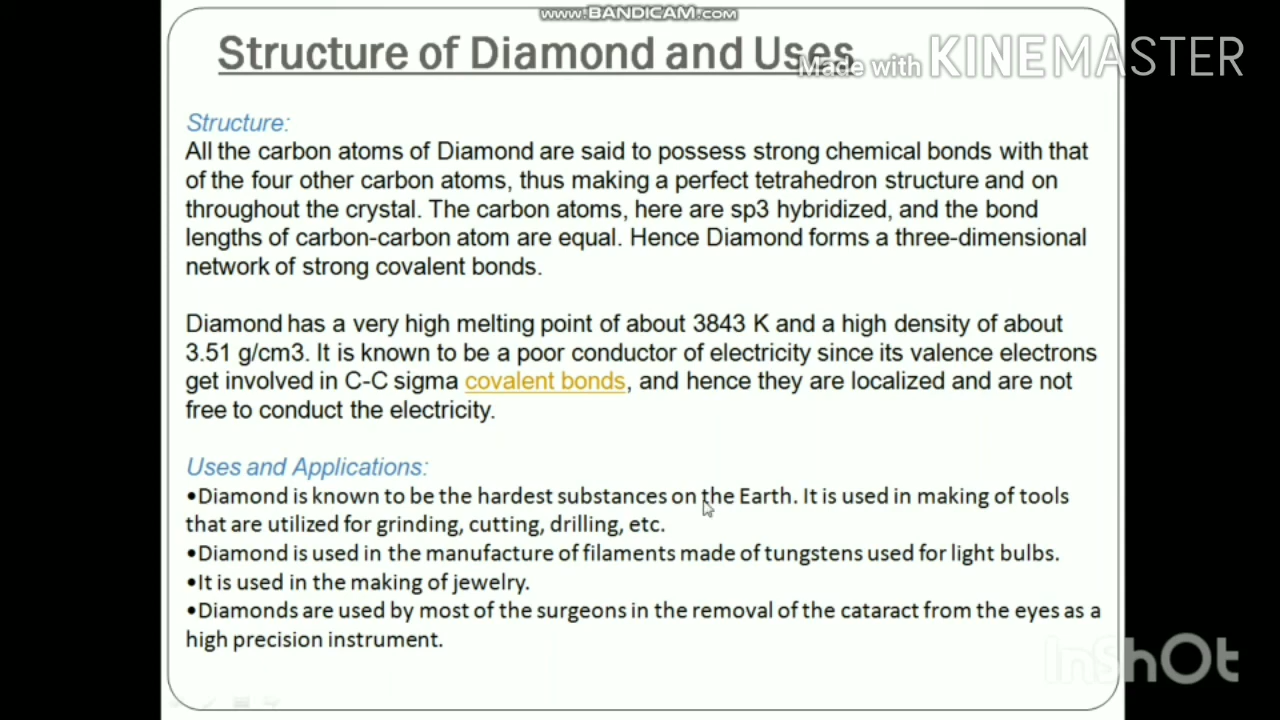 www.BANDICAM.com
Structure of Diamond and Uses
Made with KINEMASTER
Structure:
All the carbon atoms of Diamond are said to possess strong chemical bonds with that
of the four other carbon atoms, thus making a perfect tetrahedron structure and on
throughout the crystal. The carbon atoms, here are sp3 hybridized, and the bond
lengths of carbon-carbon atom are equal. Hence Diamond forms a three-dimensional
network of strong covalent bonds.
Diamond has a very high melting point of about 3843 K and a high density of about
3.51 g/cm3. It is known to be a poor conductor of electricity since its valence electrons
get involved in C-C sigma covalent bonds, and hence they are localized and are not
free to conduct the electricity.
Uses and Applications:
•Diamond is known to be the hardest substances on the Earth. It is used in making of tools
that are utilized for grinding, cutting, drilling, etc.
•Diamond is used in the manufacture of filaments made of tungstens used for light bulbs.
•It is used in the making of jewelry.
•Diamonds are used by most of the surgeons in the removal of the cataract from the eyes as a
high precision instrument.
InShOt